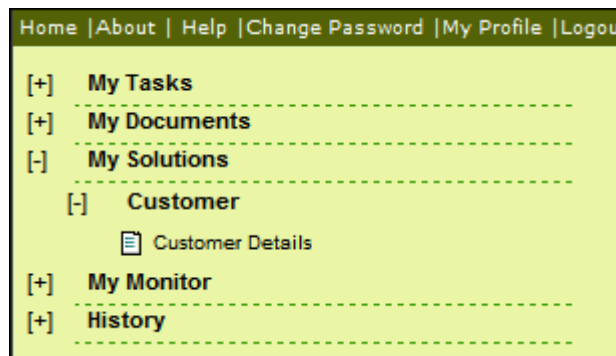 Home |About | Help |Change Password |My Profile |Logou
[+] My Tasks
[+] My Documents
[-] My Solutions
[-] Customer
Customer Details
[+] My Monitor
[+] History